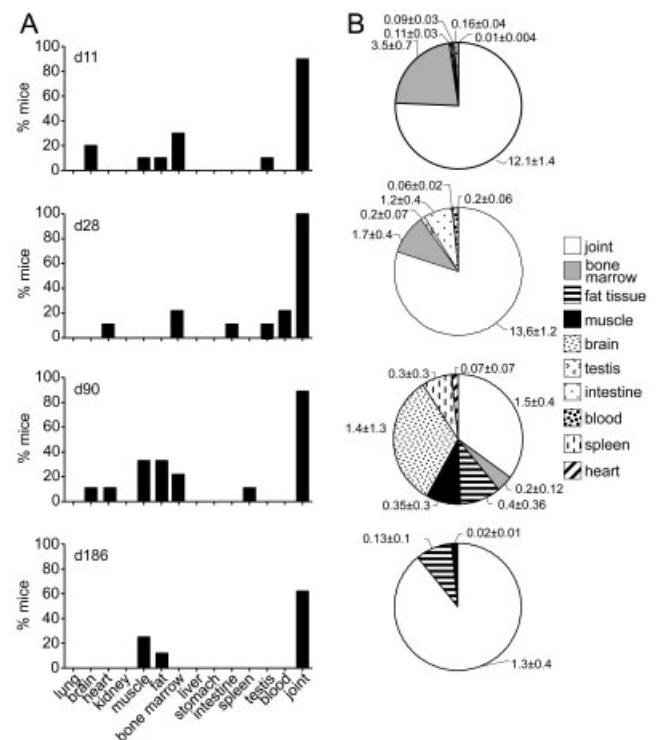 A
B
% mice
100
80
60
40
20
0
d11
0.09±0.03
0.11±0.03
3.5±0.7
0.16±0.04
0.01±0.004
12.1±1.4
% mice
100
80
60
40
20
0
d28
0.06±0.02
1.2±0.4
0.2±0.07
1.7±0.4
0.2±0.06
13,6±1.2
joint
bone
marrow
fat tissue
muscle
brain
testis
intestine
blood
spleen
heart
% mice
100
80
60
40
20
0
d90
0.3±0.3
0.07±0.07
1.5±0.4
1.4±1.3
0.2±0.12
0.35±0.3
0.4±0.36
% mice
100
80
60
40
20
0
d186
0.13±0.1
0.02±0.01
1.3±0.4
lung
brain
heart
kidney
muscle
fat
bone marrow
liver
stomach
intestine
spleen
testis
blood
joint